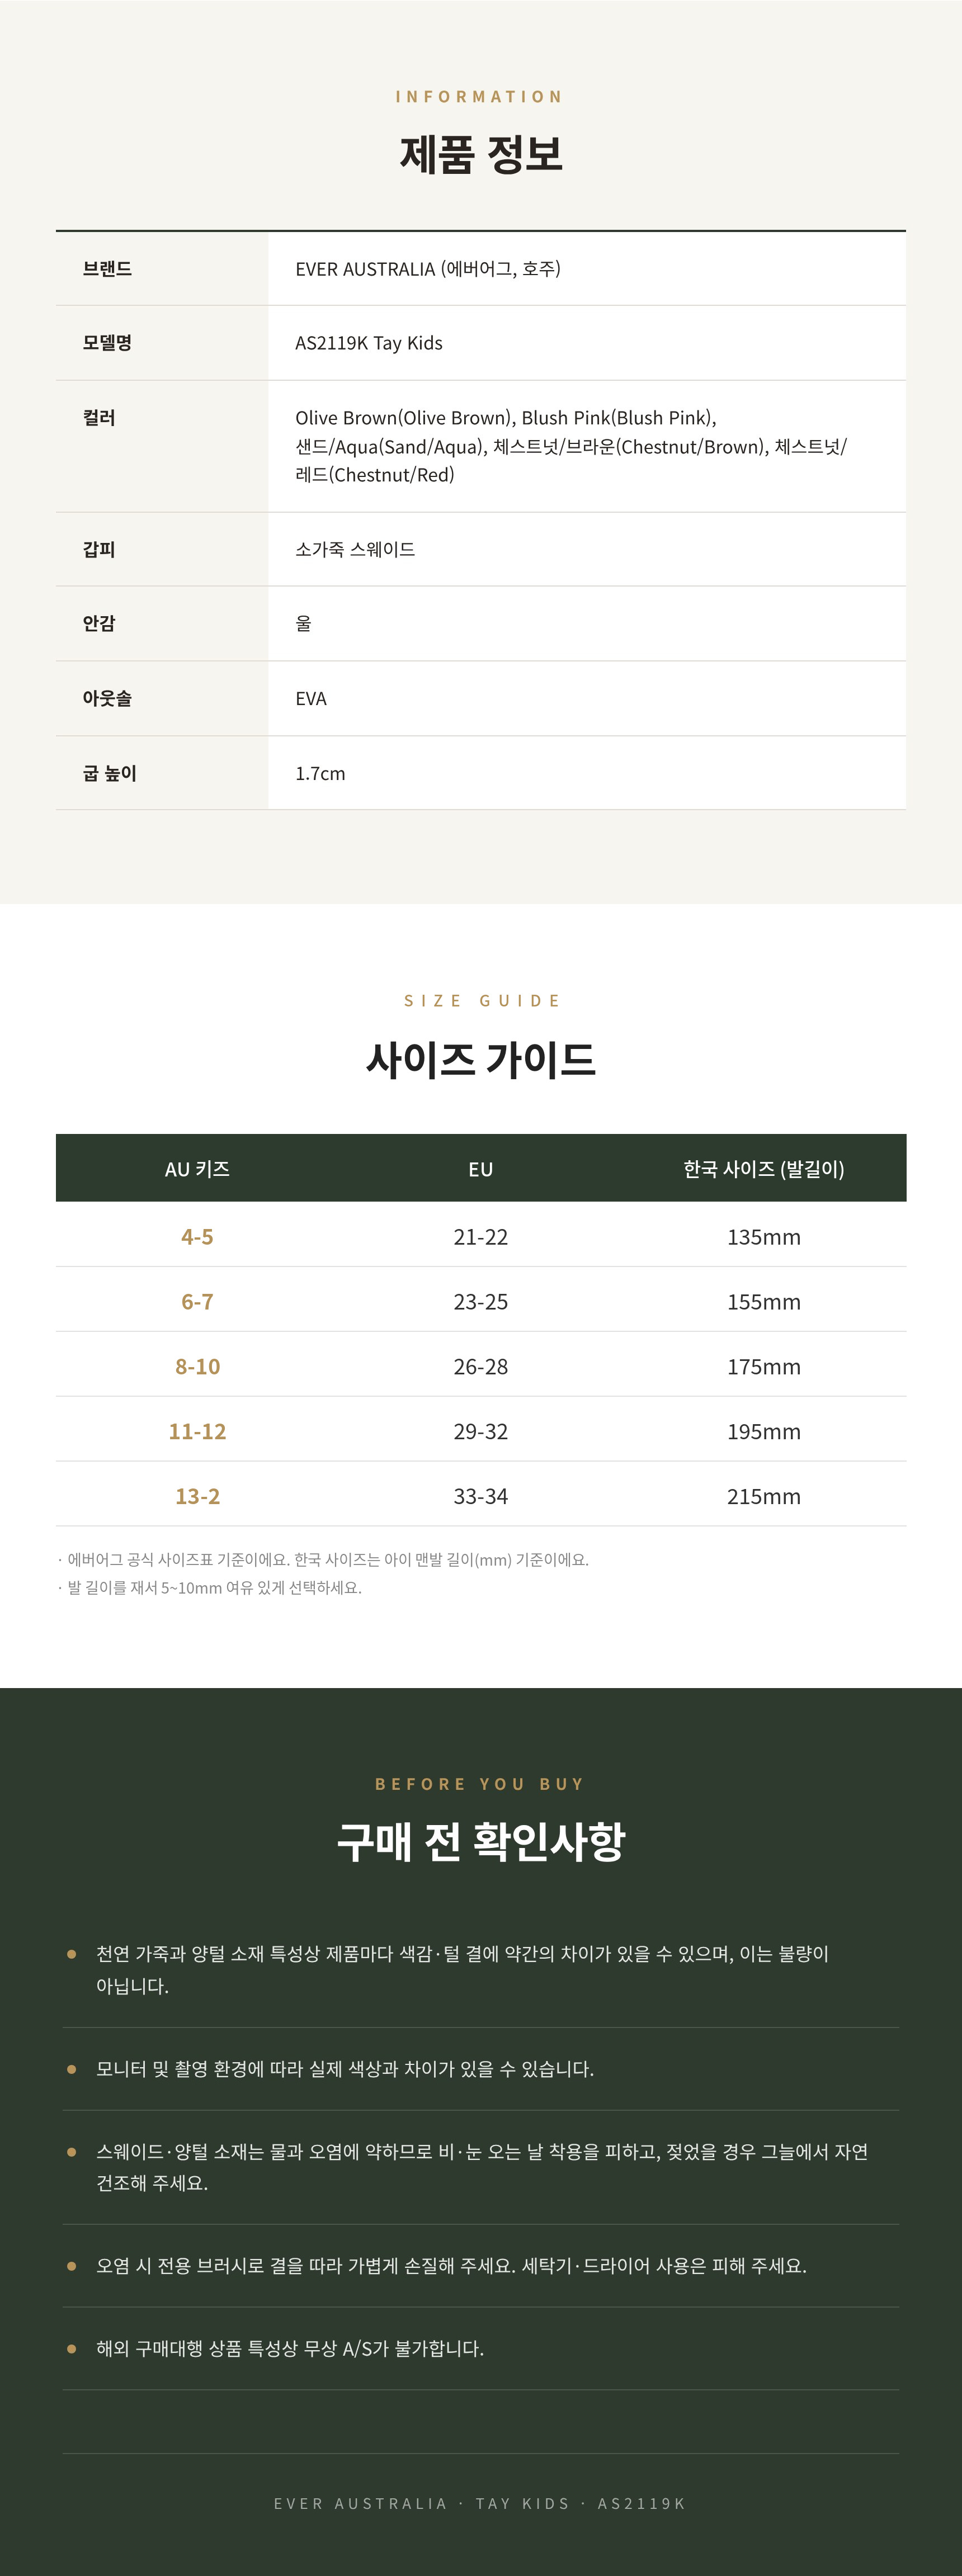 INFORMATION
제품 정보
브랜드
EVER AUSTRALIA (에버어그, 호주)
모델명
AS2119K Tay Kids
컬러
Olive Brown(Olive Brown), Blush Pink(Blush Pink),
샌드/Aqua(Sand/Aqua), 체스트넛/브라운(Chestnut/Brown), 체스트넛/
레드(Chestnut/Red)
갑피
소가죽 스웨이드
안감
울
아웃솔
EVA
굽 높이
1.7cm
SIZE GUIDE
사이즈 가이드
AU 키즈 EU 한국 사이즈 (발길이)
4-5 21-22 135mm
6-7 23-25 155mm
8-10 26-28 175mm
11-12 29-32 195mm
13-2 33-34 215mm
· 에버어그 공식 사이즈표 기준이에요. 한국 사이즈는 아이 맨발 길이(mm) 기준이에요.
· 발 길이를 재서 5~10mm 여유 있게 선택하세요.
BEFORE YOU BUY
구매 전 확인사항
천연 가죽과 양털 소재 특성상 제품마다 색감·털 결에 약간의 차이가 있을 수 있으며, 이는 불량이
아닙니다.
모니터 및 촬영 환경에 따라 실제 색상과 차이가 있을 수 있습니다.
스웨이드·양털 소재는 물과 오염에 약하므로 비·눈 오는 날 착용을 피하고, 젖었을 경우 그늘에서 자연
건조해 주세요.
오염 시 전용 브러시로 결을 따라 가볍게 손질해 주세요. 세탁기·드라이어 사용은 피해 주세요.
해외 구매대행 상품 특성상 무상 A/S가 불가합니다.
EVER AUSTRALIA · TAY KIDS · AS2119K